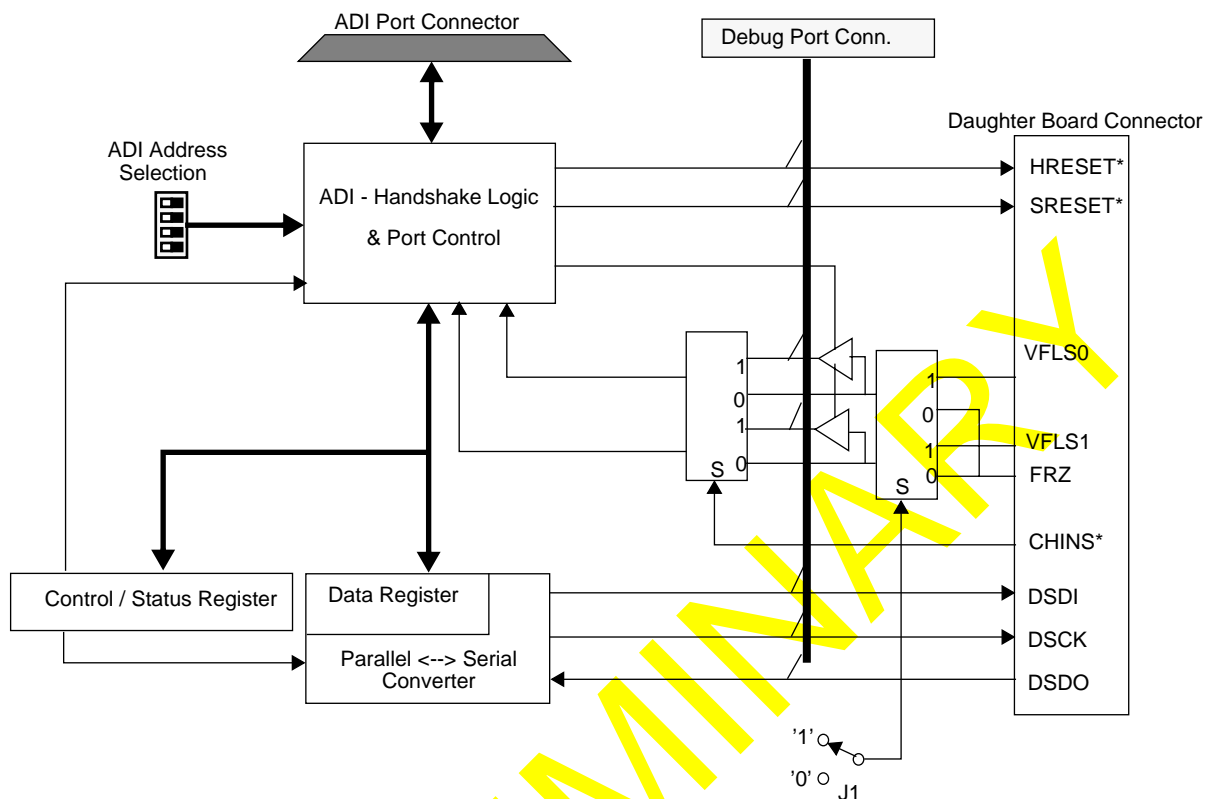 ADI Port Connector
Debug Port Conn.
Daughter Board Connector
ADI Address
Selection
ADI - Handshake Logic
& Port Control
HRESET*
SRESET*
VFLS0
1
0
1
0
S
1
0
1
0
S
VFLS1
FRZ
CHINS*
DSDI
DSCK
DSDO
Control / Status Register
Data Register
Parallel <--> Serial
Converter
'1'
'0'
J1
MINARY